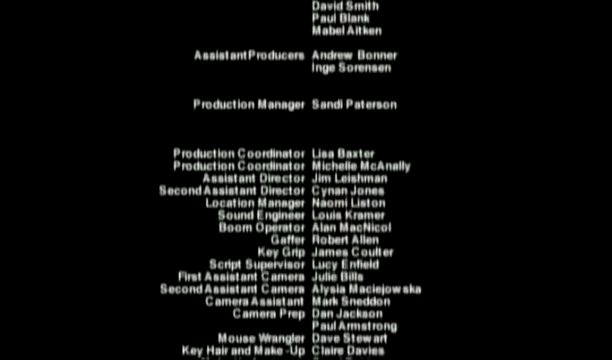 David Smith
Paul Blank
Mabel Aitken
Assistant Producers Andrew Bonner
Inge Sorensen
Production Manager Sandi Paterson
Production Coordinator Lisa Baxter
Production Coordinator Michelle McAnally
Assistant Director Jim Leishman
Second Assistant Director Cynan Jones
Location Manager Naomi Liston
Sound Engineer Louis Kramer
Boom Operator Alan MacNicol
Gaffer Robert Allen
Key Grip James Coulter
Script Supervisor Lucy Enfield
First Assistant Camera Julie Bills
Second Assistant Camera Alysia Maciejowska
Camera Assistant Mark Sneddon
Camera Prep Dan Jackson
Paul Armstrong
Mouse Wrangler Dave Stewart
Key Hair and Make-Up Claire Davies